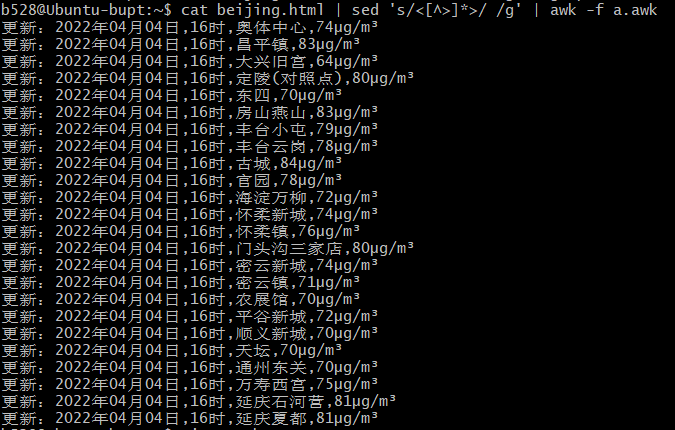 b528@Ubuntu-bupt:~$ cat beijing.html | sed 's/<[^>]*>/ /g' | awk -f a.awk
更新：2022年04月04日,16时,奥体中心,74μg/m³
更新：2022年04月04日,16时,昌平镇,83μg/m³
更新：2022年04月04日,16时,大兴旧宫,64μg/m³
更新：2022年04月04日,16时,定陵(对照点),80μg/m³
更新：2022年04月04日,16时,东四,70μg/m³
更新：2022年04月04日,16时,房山燕山,83μg/m³
更新：2022年04月04日,16时,丰台小屯,79μg/m³
更新：2022年04月04日,16时,丰台云岗,78μg/m³
更新：2022年04月04日,16时,古城,84μg/m³
更新：2022年04月04日,16时,官园,78μg/m³
更新：2022年04月04日,16时,海淀万柳,72μg/m³
更新：2022年04月04日,16时,怀柔新城,74μg/m³
更新：2022年04月04日,16时,怀柔镇,76μg/m³
更新：2022年04月04日,16时,门头沟三家店,80μg/m³
更新：2022年04月04日,16时,密云新城,74μg/m³
更新：2022年04月04日,16时,密云镇,71μg/m³
更新：2022年04月04日,16时,农展馆,70μg/m³
更新：2022年04月04日,16时,平谷新城,72μg/m³
更新：2022年04月04日,16时,顺义新城,70μg/m³
更新：2022年04月04日,16时,天坛,70μg/m³
更新：2022年04月04日,16时,通州东关,70μg/m³
更新：2022年04月04日,16时,万寿西宫,75μg/m³
更新：2022年04月04日,16时,延庆石河营,81μg/m³
更新：2022年04月04日,16时,延庆夏都,81μg/m³